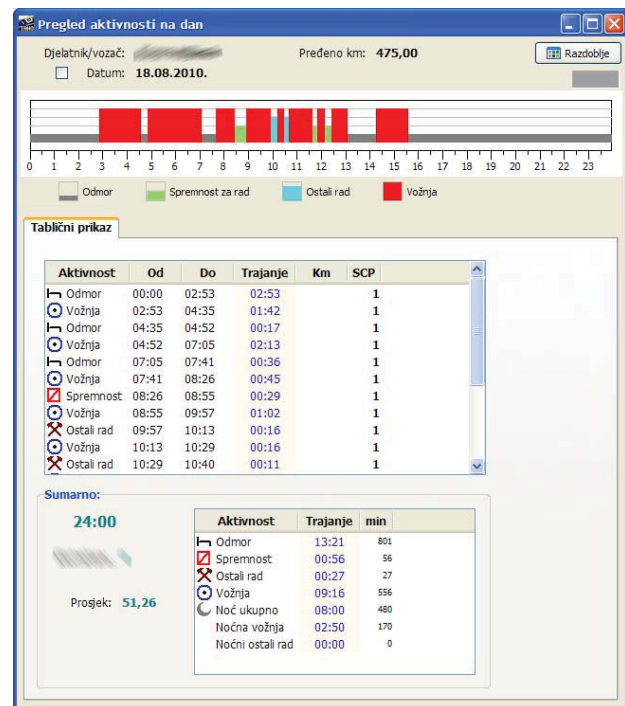 Pregled aktivnosti na dan
Djelatnik/vozač: Pređeno km: 475,00 Razdoblje
Datum: 18.08.2010.
0 1 2 3 4 5 6 7 8 9 10 11 12 13 14 15 16 17 18 19 20 21 22 23
Odmor Spremnost za rad Ostali rad Vožnja
Tablični prikaz
Aktivnost Od Do Trajanje Km SCP
Odmor 00:00 02:53 02:53 1
Vožnja 02:53 04:35 01:42 1
Odmor 04:35 04:52 00:17 1
Vožnja 04:52 07:05 02:13 1
Odmor 07:05 07:41 00:36 1
Vožnja 07:41 08:26 00:45 1
Spremnost 08:26 08:55 00:29 1
Vožnja 08:55 09:57 01:02 1
Ostali rad 09:57 10:13 00:16 1
Vožnja 10:13 10:29 00:16 1
Ostali rad 10:29 10:40 00:11 1
Sumarno:
24:00
Prosjek: 51,26
Aktivnost Trajanje min
Odmor 13:21 801
Spremnost 00:56 56
Ostali rad 00:27 27
Vožnja 09:16 556
Noć ukupno 08:00 480
Noćna vožnja 02:50 170
Noćni ostali rad 00:00 0